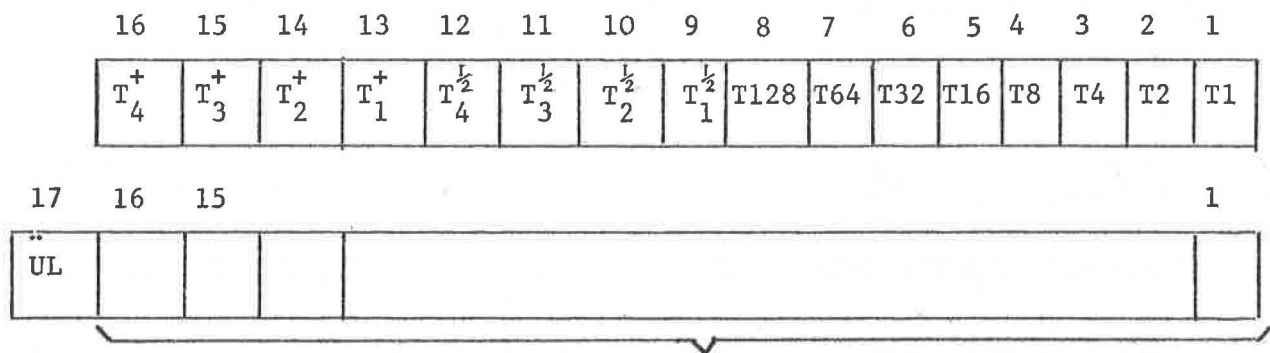 16 15 14 13 12 11 10 9 8 7 6 5 4 3 2 1
T₄⁺ T₃⁺ T₂⁺ T₁⁺ T₄½ T₃½ T₂½ T₁½ T128 T64 T32 T16 T8 T4 T2 T1
17 16 15 1
ÜL